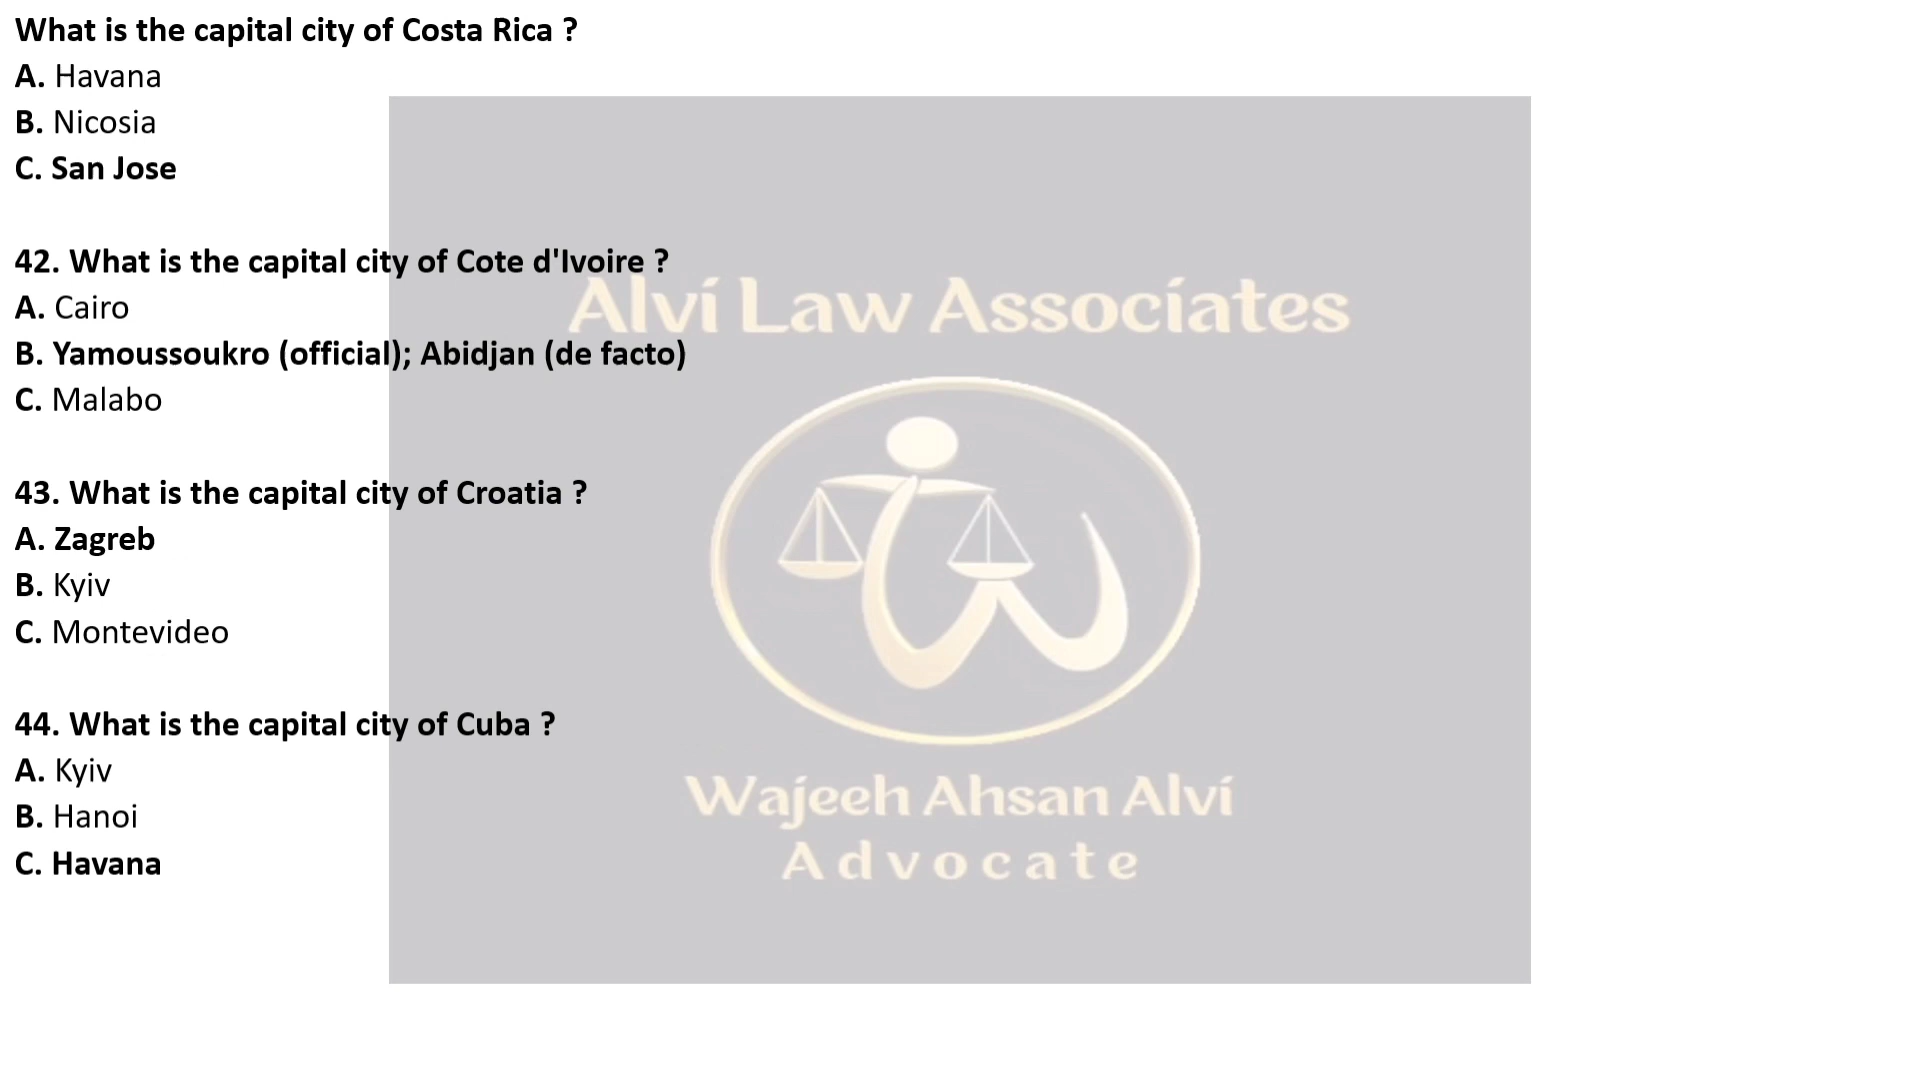 What is the capital city of Costa Rica ?
A. Havana
B. Nicosia
C. San Jose
42. What is the capital city of Cote d'Ivoire ?
A. Cairo
B. Yamoussoukro (official); Abidjan (de facto)
C. Malabo
43. What is the capital city of Croatia ?
A. Zagreb
B. Kyiv
C. Montevideo
44. What is the capital city of Cuba ?
A. Kyiv
B. Hanoi
C. Havana
Alvi Law Associates
Wajeeh Ahsan Alvi
Advocate